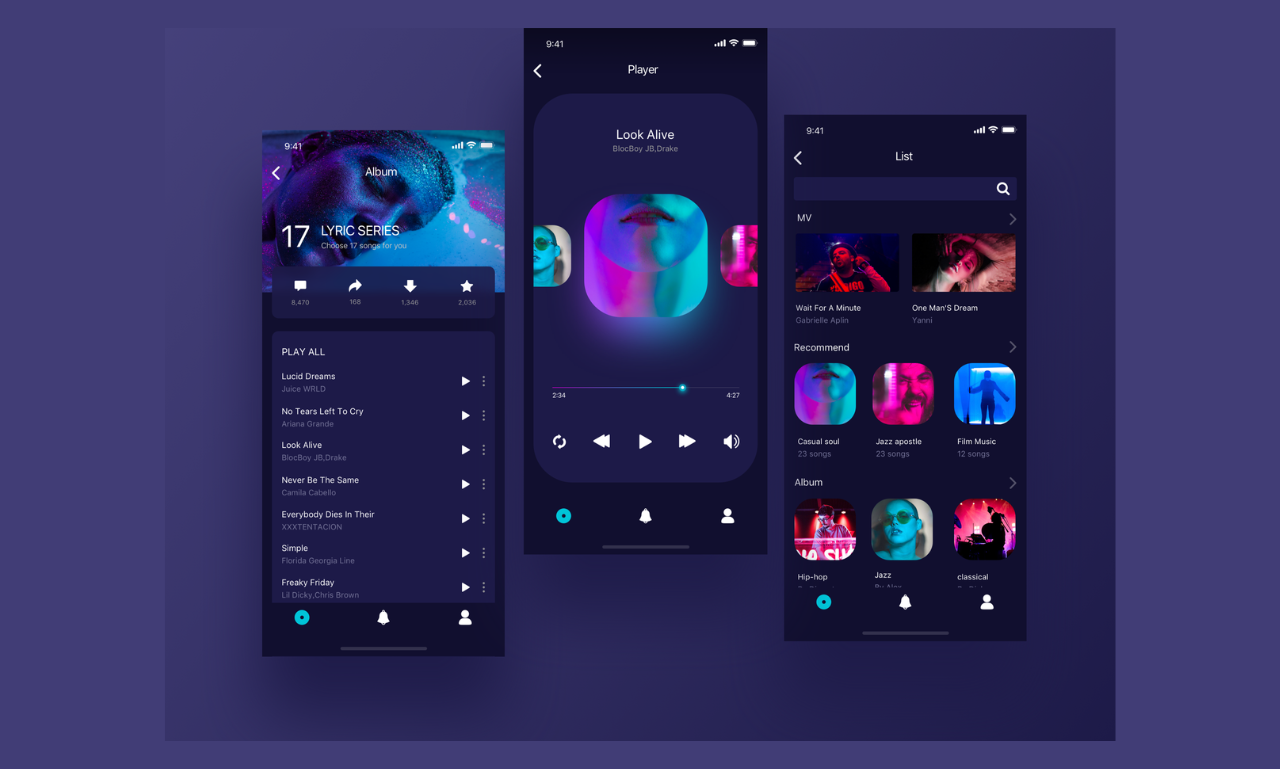 9:41
Album
17
LYRIC SERIES
Choose 17 songs for you
6,479
168
1,346
2,036
PLAY ALL
Lucid Dreams
Juice WRLD
No Tears Left To Cry
Ariana Grande
Look Alive
BlocBoy JB,Drake
Never Be The Same
Camila Cabello
Everybody Dies In Their
XXXTENTACION
Simple
Florida Georgia Line
Freaky Friday
Lil Dicky,Chris Brown
9:41
Player
Look Alive
BlocBoy JB,Drake
2:34
4:27
9:41
List
MV
Wait For A Minute
Gabrielle Aplin
One Man'S Dream
Yanni
Recommend
Casual soul
23 songs
Jazz apostle
23 songs
Film Music
12 songs
Album
Hip-hop
Jazz
classical